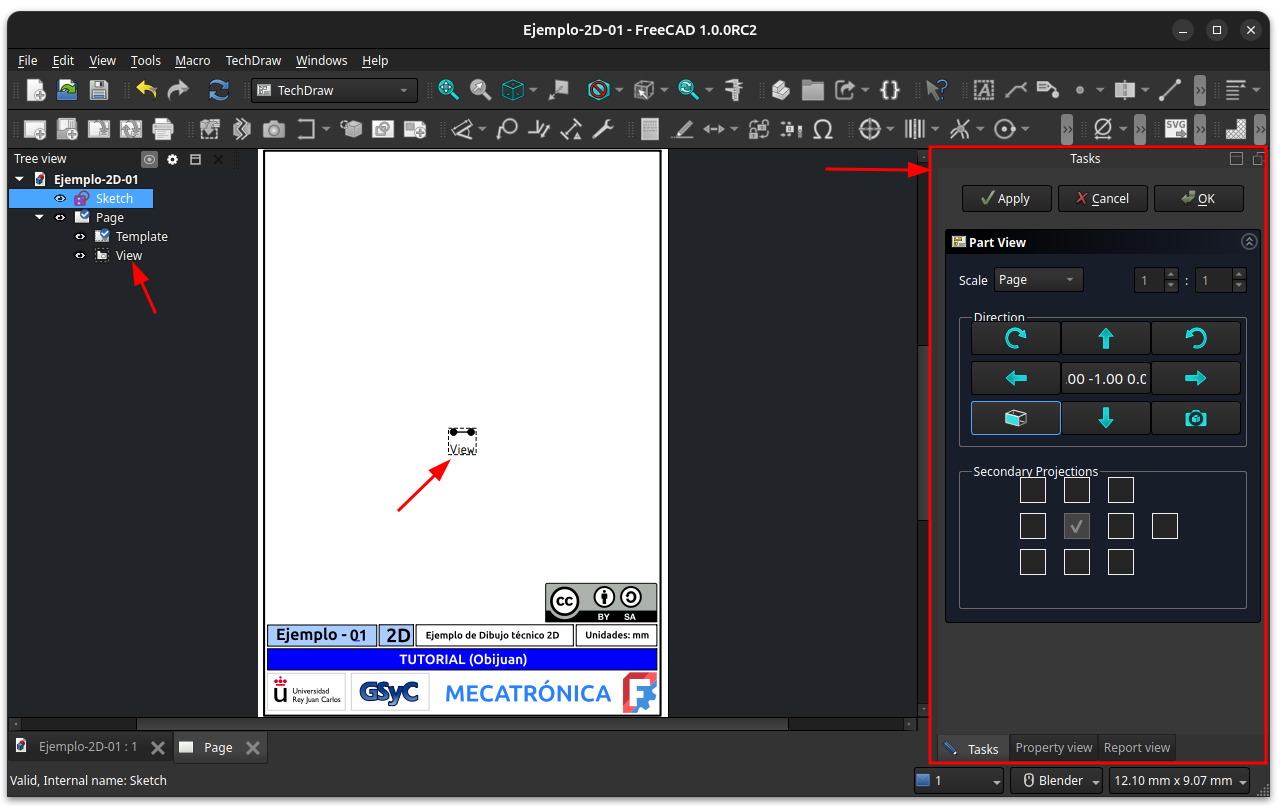 Ejemplo-2D-01 - FreeCAD 1.0.0RC2
File Edit View Tools Macro TechDraw Windows Help
TechDraw
SVG
Tree view
Ejemplo-2D-01
Sketch
Page
Template
View
View
cc
BY SA
Ejemplo - 01
2D
Ejemplo de Dibujo técnico 2D
Unidades: mm
TUTORIAL (Obijuan)
u
Universidad
Rey Juan Carlos
GSyC
MECATRÓNICA
Tasks
Apply
Cancel
OK
Part View
Scale
Page
1 : 1
Direction
.00 -1.00 0.0
Secondary Projections
Tasks
Property view
Report view
Ejemplo-2D-01 : 1
Page
Valid, Internal name: Sketch
1
Blender
12.10 mm x 9.07 mm